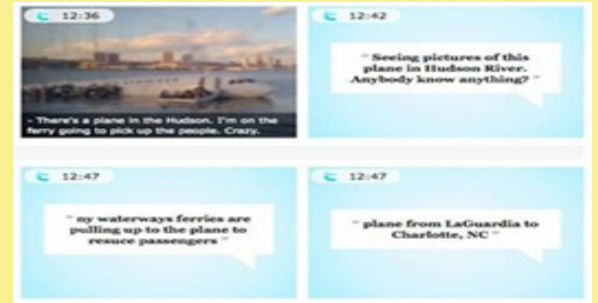 12:36
- There's a plane in the Hudson. I'm on the
ferry going to pick up the people. Crazy.
12:42
" Seeing pictures of this
plane in Hudson River.
Anybody know anything? "
12:47
" ny waterways ferries are
pulling up to the plane to
resuce passengers "
12:47
" plane from LaGuardia to
Charlotte, NC "